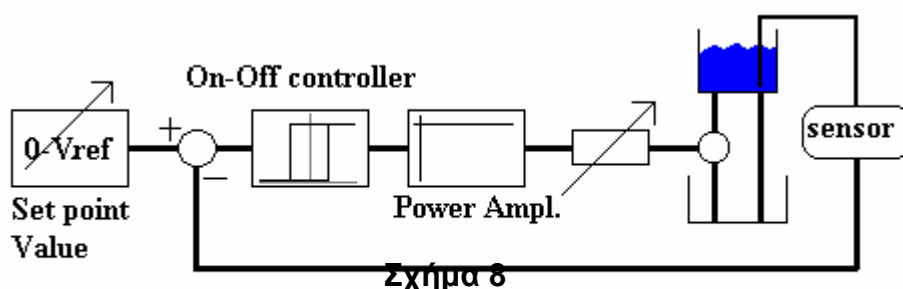 On-Off controller
0-Vref
+
−
sensor
Set point
Value
Power Ampl.
Σχήμα 8